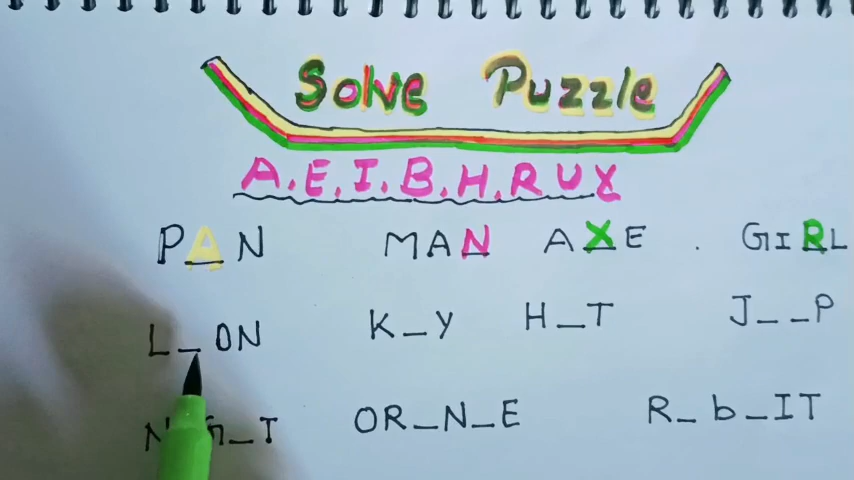 Solve Puzzle
A. E. I. B. H. R U X
PAN MAN AXE . GIRL
L_ON K_Y H_T J__P
OR_N_E R_b_IT